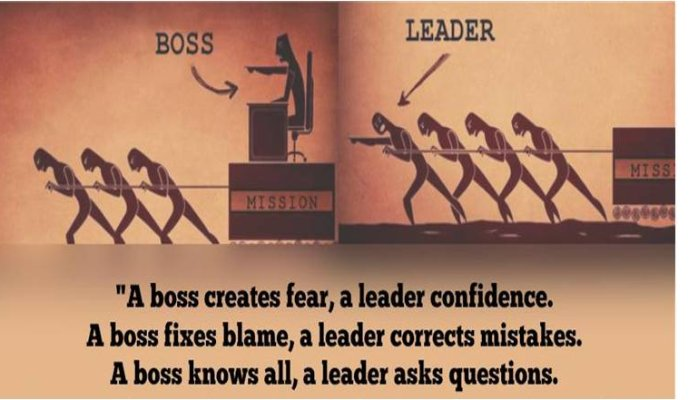 BOSS
LEADER
MISSION
MISS
"A boss creates fear, a leader confidence.
A boss fixes blame, a leader corrects mistakes.
A boss knows all, a leader asks questions.